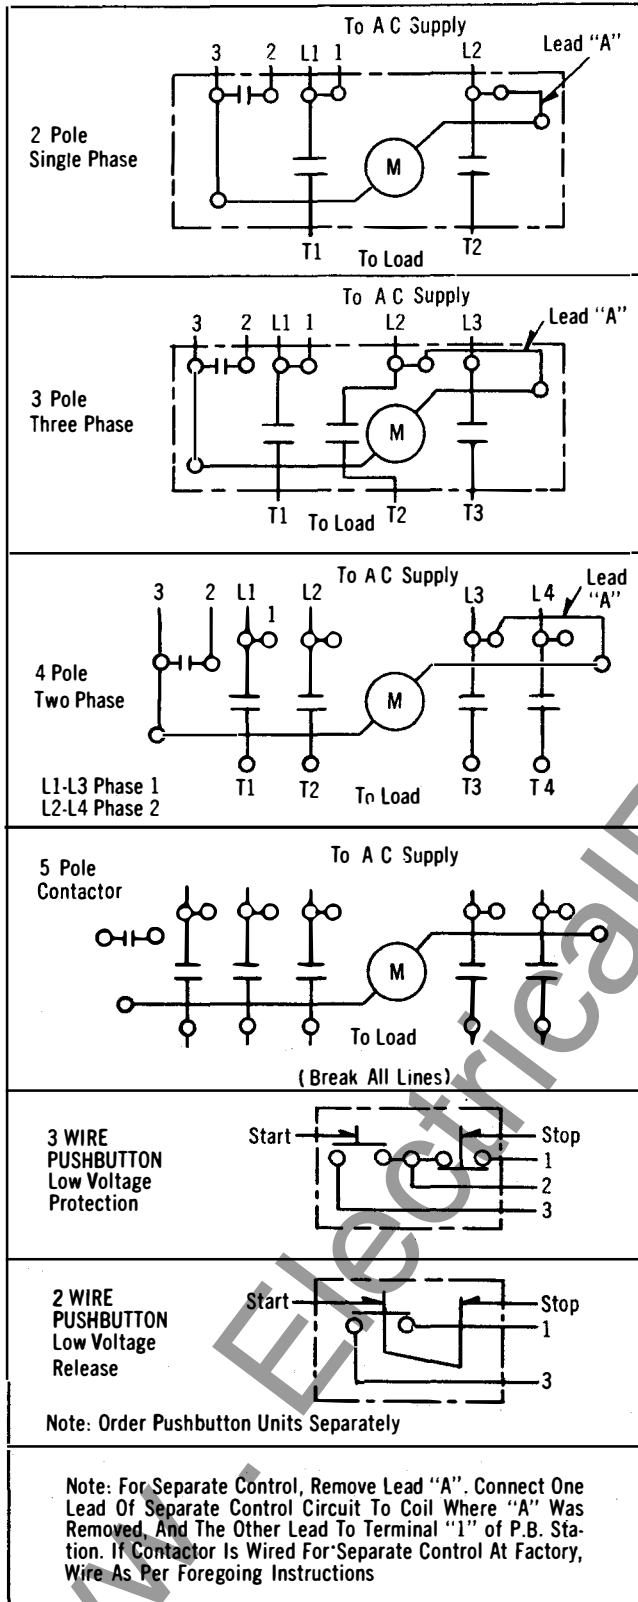 To A C Supply
3 2 L1 1 L2 Lead "A"
2 Pole
Single Phase
M
T1 T2
To Load
To A C Supply
3 2 L1 1 L2 L3 Lead "A"
3 Pole
Three Phase
M
T1 To Load T2 T3
To A C Supply
3 2 L1 1 L2 L3 L4 Lead
"A"
4 Pole
Two Phase
M
L1-L3 Phase 1
L2-L4 Phase 2
T1 T2 To Load T3 T4
5 Pole
Contactor
To A C Supply
M
To Load
(Break All Lines)
3 WIRE
PUSHBUTTON
Low Voltage
Protection
Start Stop
1
2
3
2 WIRE
PUSHBUTTON
Low Voltage
Release
Start Stop
1
3
Note: Order Pushbutton Units Separately
Note: For Separate Control, Remove Lead "A". Connect One
Lead Of Separate Control Circuit To Coil Where "A" Was
Removed, And The Other Lead To Terminal "1" of P.B. Sta-
tion. If Contactor Is Wired For Separate Control At Factory,
Wire As Per Foregoing Instructions
w . Electrical